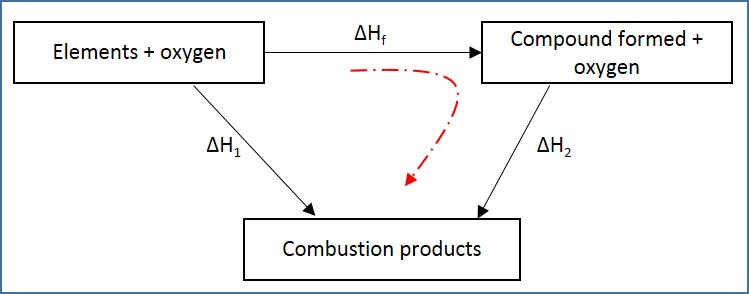 Elements + oxygen
ΔHf
Compound formed +
oxygen
ΔH1
ΔH2
Combustion products